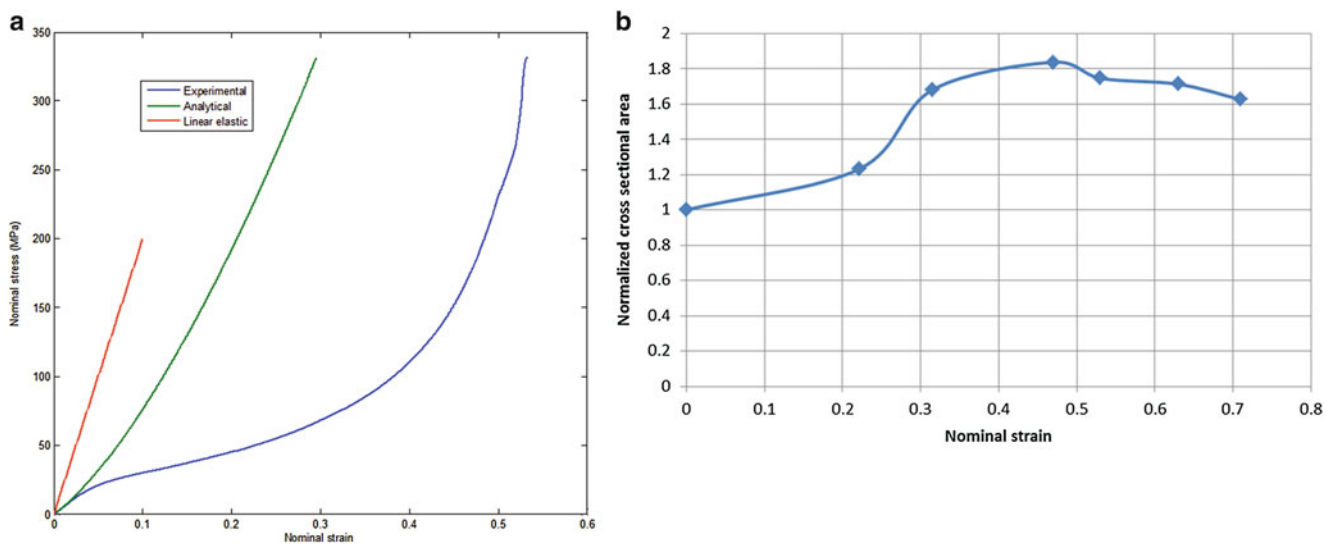 a
350
300
250
200
150
100
50
0
Nominal stress (MPa)
Experimental
Analytical
Linear elastic
0 0.1 0.2 0.3 0.4 0.5 0.6
Nominal strain
b
2
1.8
1.6
1.4
1.2
1
0.8
0.6
0.4
0.2
0
Normalized cross sectional area
0 0.1 0.2 0.3 0.4 0.5 0.6 0.7 0.8
Nominal strain